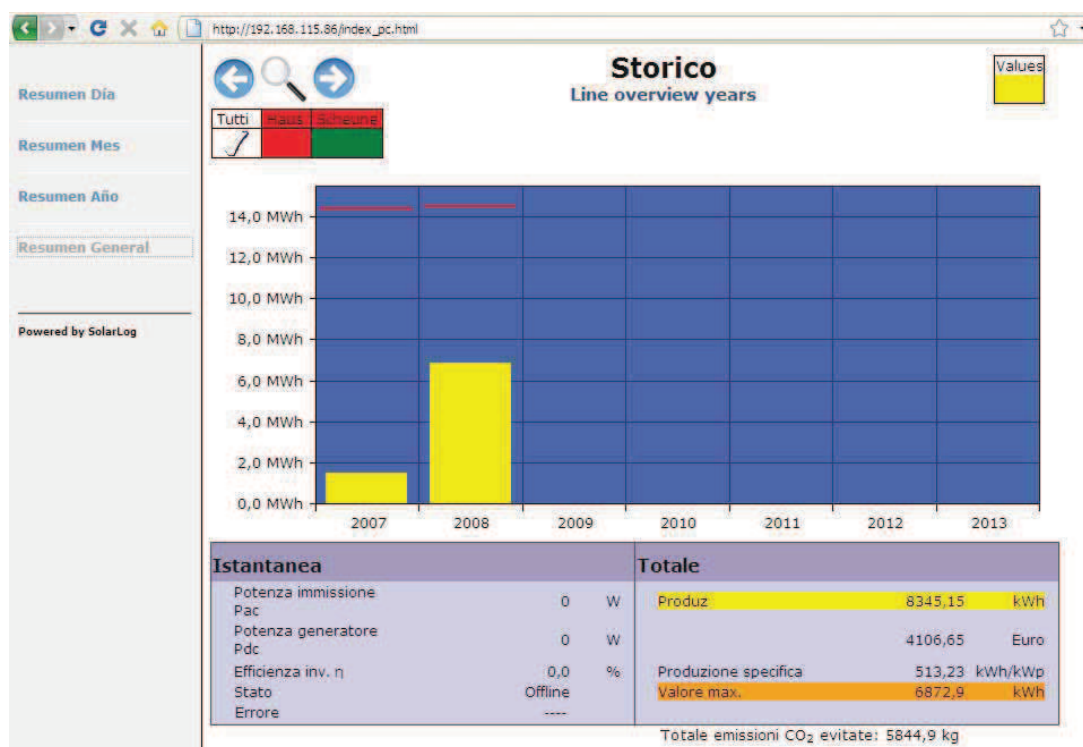 http://192.168.115.86/index_pc.html
Resumen Día
Resumen Mes
Resumen Año
Resumen General
Powered by SolarLog
Storico
Line overview years
Values
Tutti Haus Scheune
14,0 MWh
12,0 MWh
10,0 MWh
8,0 MWh
6,0 MWh
4,0 MWh
2,0 MWh
0,0 MWh
2007 2008 2009 2010 2011 2012 2013
Istantanea
Potenza immissione
Pac 0 W
Potenza generatore
Pdc 0 W
Efficienza inv. η 0,0 %
Stato Offline
Errore ----
Totale
Produz 8345,15 kWh
4106,65 Euro
Produzione specifica 513,23 kWh/kWp
Valore max. 6872,9 kWh
Totale emissioni CO₂ evitate: 5844,9 kg